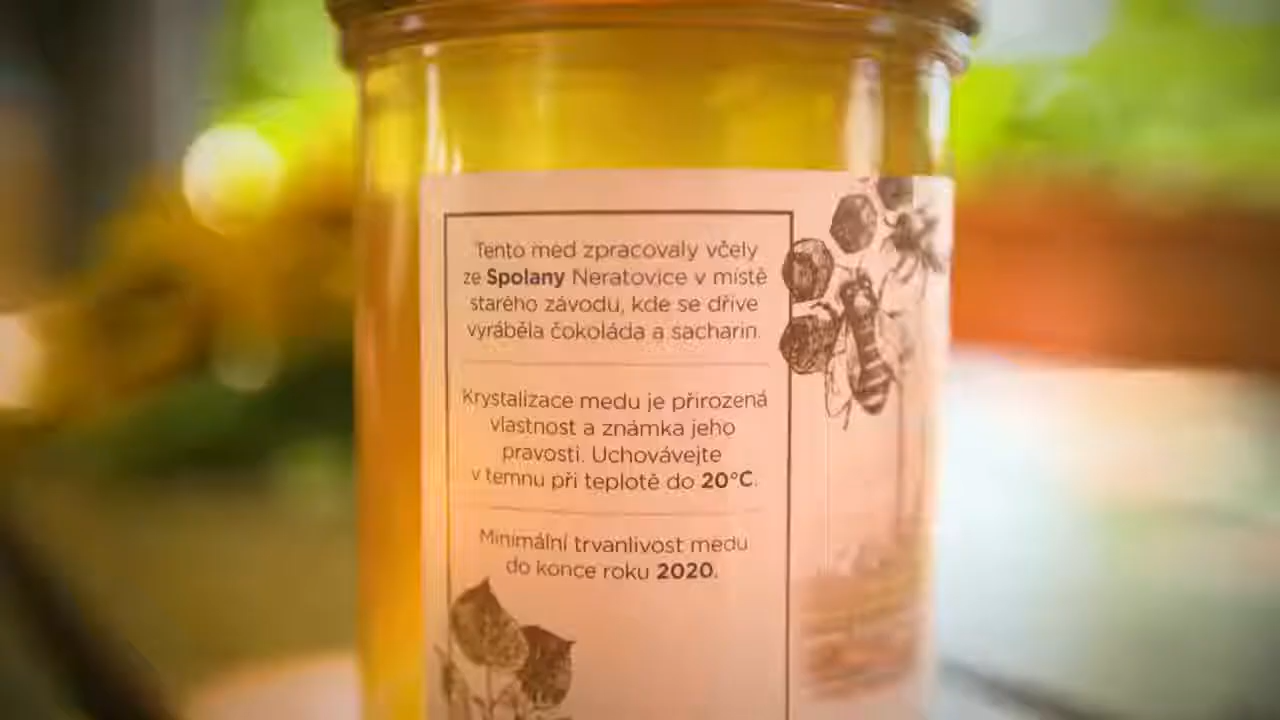 Tento med zpracovaly včely
ze Spolany Neratovice v místě
starého závodu, kde se dříve
vyráběla čokoláda a sacharin.
Krystalizace medu je přirozená
vlastnost a známka jeho
pravosti. Uchovávejte
v temnu při teplotě do 20°C.
Minimální trvanlivost medu
do konce roku 2020.